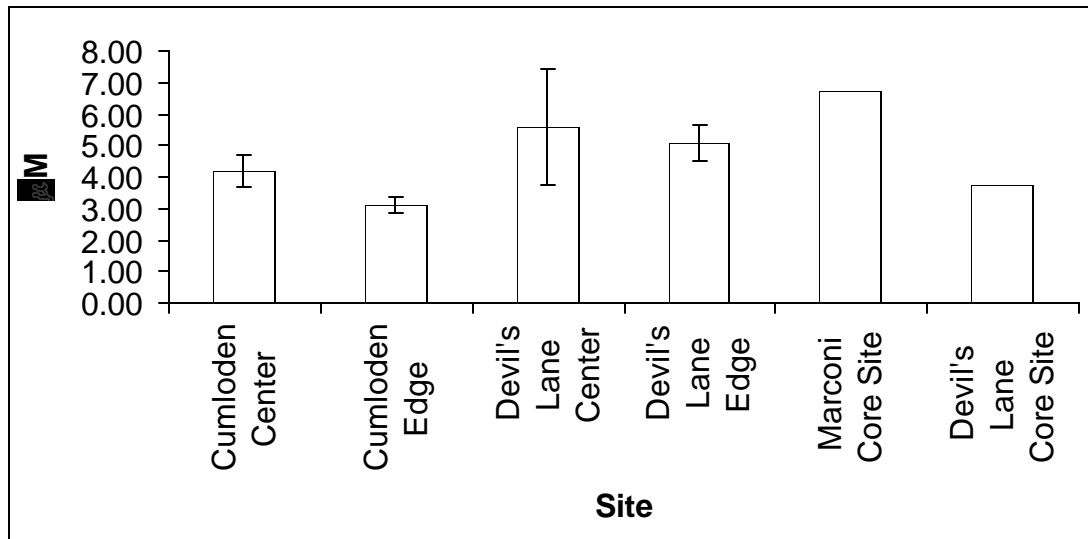 8.00
7.00
6.00
5.00
4.00
3.00
2.00
1.00
0.00
M
Cumloden
Center
Cumloden
Edge
Devil's
Lane
Center
Devil's
Lane
Edge
Marconi
Core Site
Devil's
Lane
Core Site
Site